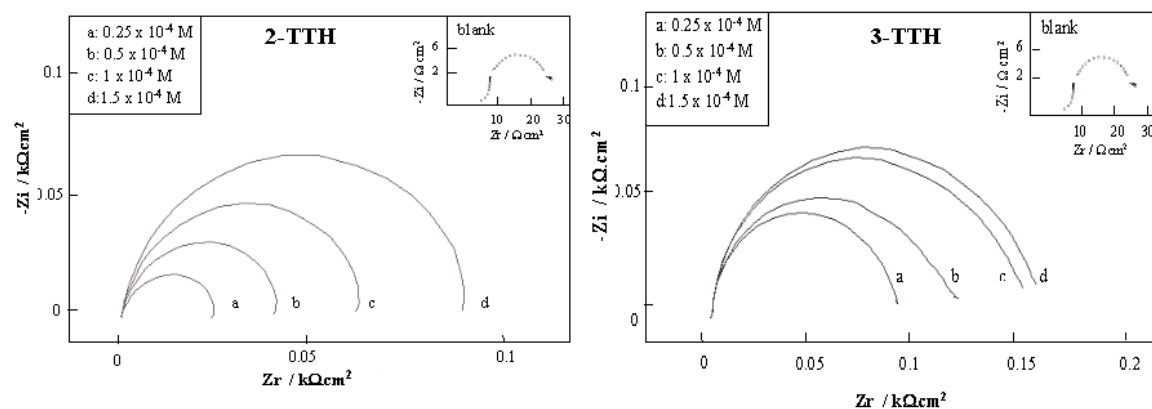 a: 0.25 x 10⁻⁴ M
b: 0.5 x 10⁻⁴ M
c: 1 x 10⁻⁴ M
d:1.5 x 10⁻⁴ M
2-TTH
blank
6
2
-Zi / Ω cm²
10 20 30
Zr / Ω cm²
0.1
0.05
0
-Zi / kΩcm²
a b c d
0 0.05 0.1
Zr / kΩcm²
a: 0.25 x 10⁻⁴ M
b: 0.5 x 10⁻⁴ M
c: 1 x 10⁻⁴ M
d:1.5 x 10⁻⁴ M
3-TTH
blank
6
2
-Zi / Ω cm²
10 20 30
Zr / Ω cm²
0.1
0.05
0
-Zi / kΩ.cm²
a b c d
0 0.05 0.1 0.15 0.2
Zr / kΩ.cm²